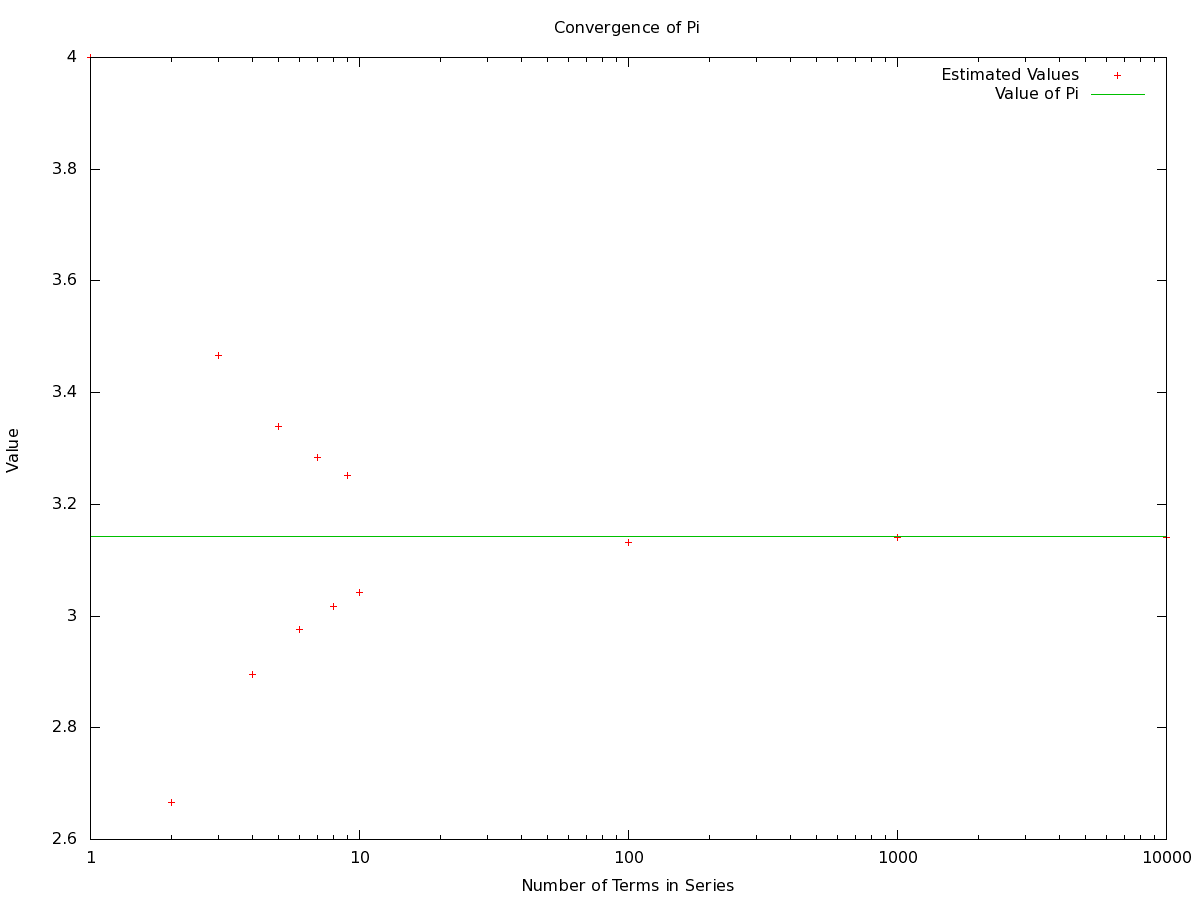 Convergence of Pi
Estimated Values
Value of Pi
4
3.8
3.6
3.4
3.2
3
2.8
2.6
Value
1 10 100 1000 10000
Number of Terms in Series